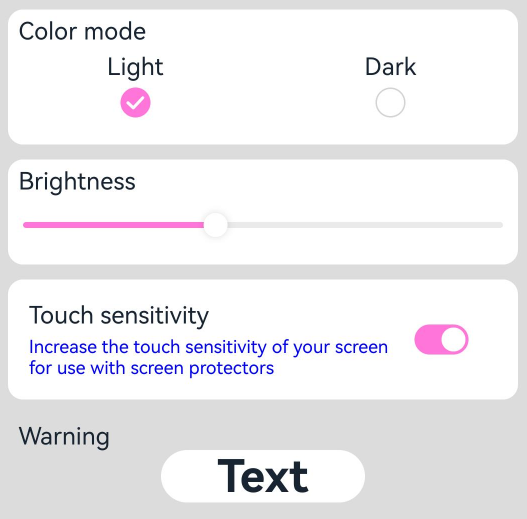 Color mode
Light Dark
Brightness
Touch sensitivity
Increase the touch sensitivity of your screen
for use with screen protectors
Warning
Text